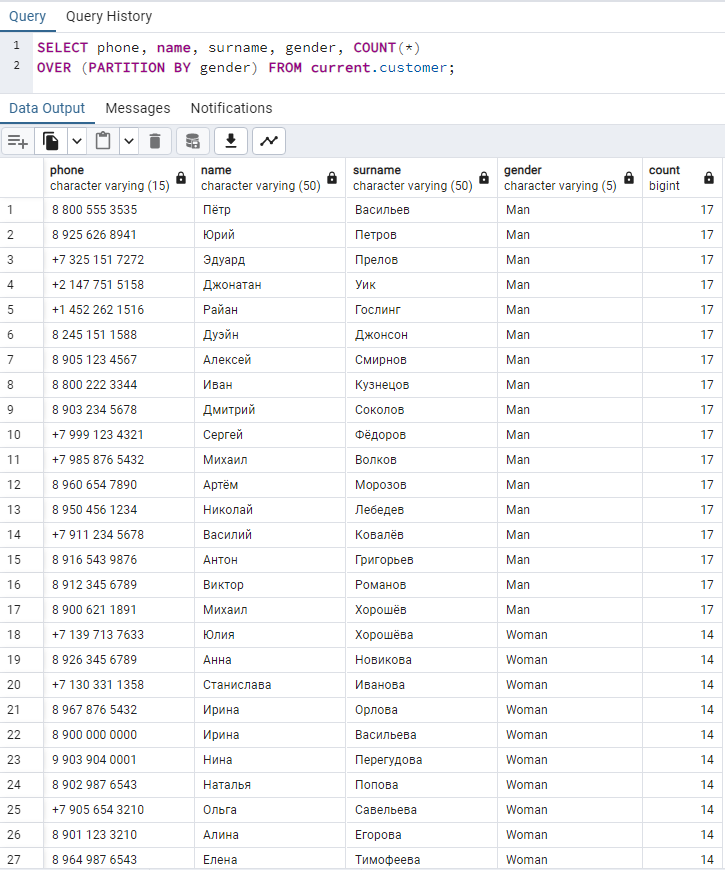 Query Query History
1 SELECT phone, name, surname, gender, COUNT(*)
2 OVER (PARTITION BY gender) FROM current.customer;
Data Output Messages Notifications
phone name surname gender count
character varying (15) character varying (50) character varying (50) character varying (5) bigint
1 8 800 555 3535 Пётр Васильев Man 17
2 8 925 626 8941 Юрий Петров Man 17
3 +7 325 151 7272 Эдуард Прелов Man 17
4 +2 147 751 5158 Джонатан Уик Man 17
5 +1 452 262 1516 Райан Гослинг Man 17
6 8 245 151 1588 Дуэйн Джонсон Man 17
7 8 905 123 4567 Алексей Смирнов Man 17
8 8 800 222 3344 Иван Кузнецов Man 17
9 8 903 234 5678 Дмитрий Соколов Man 17
10 +7 999 123 4321 Сергей Фёдоров Man 17
11 +7 985 876 5432 Михаил Волков Man 17
12 8 960 654 7890 Артём Морозов Man 17
13 8 950 456 1234 Николай Лебедев Man 17
14 +7 911 234 5678 Василий Ковалёв Man 17
15 8 916 543 9876 Антон Григорьев Man 17
16 8 912 345 6789 Виктор Романов Man 17
17 8 900 621 1891 Михаил Хорошёв Man 17
18 +7 139 713 7633 Юлия Хорошёва Woman 14
19 8 926 345 6789 Анна Новикова Woman 14
20 +7 130 331 1358 Станислава Иванова Woman 14
21 8 967 876 5432 Ирина Орлова Woman 14
22 8 900 000 0000 Ирина Васильева Woman 14
23 9 903 904 0001 Нина Перегудова Woman 14
24 8 902 987 6543 Наталья Попова Woman 14
25 +7 905 654 3210 Ольга Савельева Woman 14
26 8 901 123 3210 Алина Егорова Woman 14
27 8 964 987 6543 Елена Тимофеева Woman 14